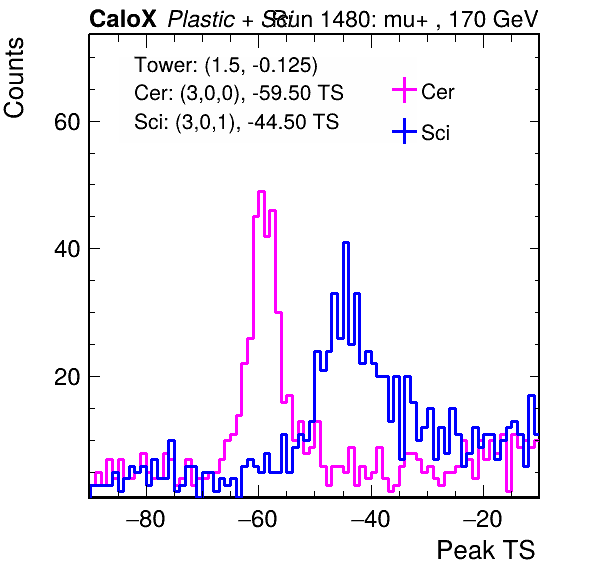 CaloX Plastic + Sci Run 1480: mu+ , 170 GeV
Tower: (1.5, -0.125)
Cer: (3,0,0), -59.50 TS
Sci: (3,0,1), -44.50 TS
Cer
Sci
Counts
60
40
20
−80 −60 −40 −20
Peak TS